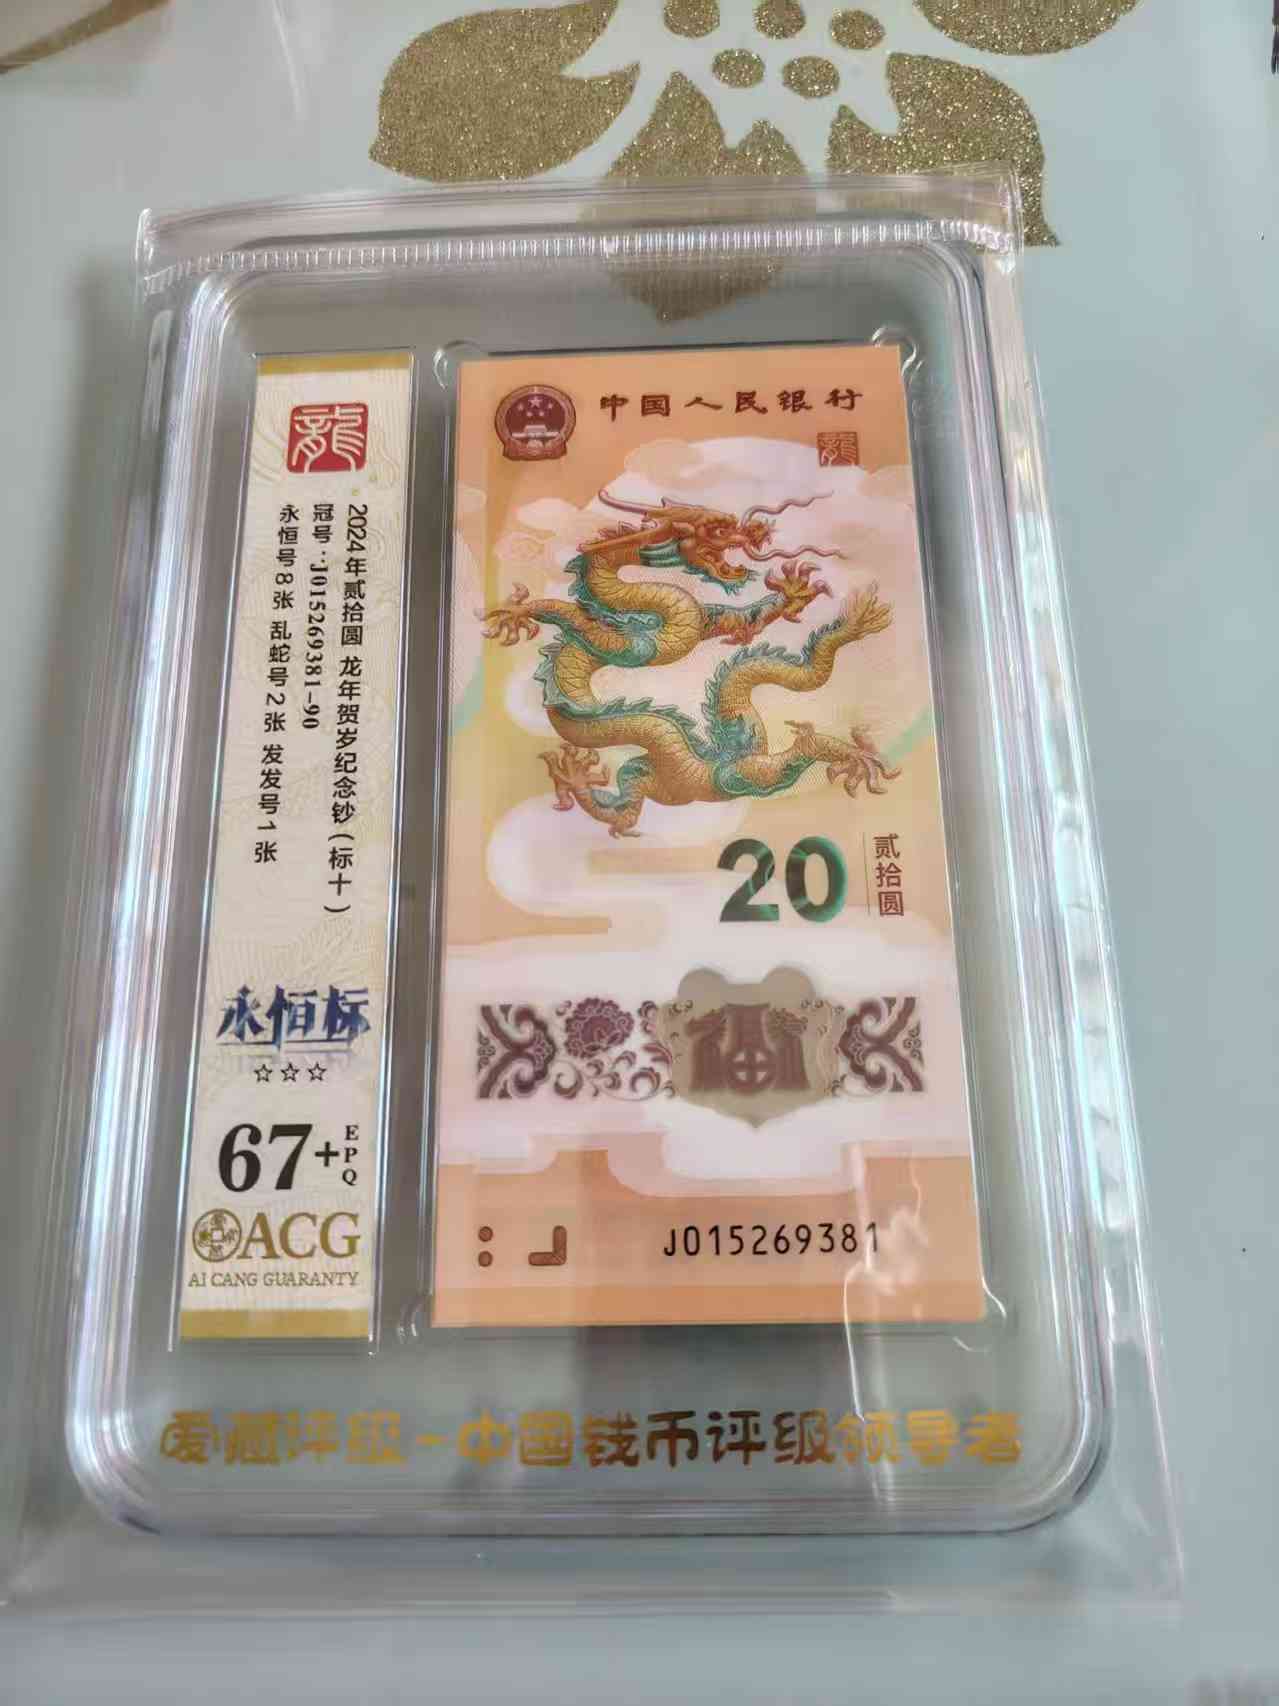 龍
2024年贰拾圆 龙年贺岁纪念钞(标十)
冠号:J015269381-90
永恒号8张 乱蛇号2张 发发号1张
永恒标
☆☆☆
67+EPQ
ACG
AI CANG GUARANTY
中国人民银行
龍
20
贰拾圆
福
J015269381
爱藏评级-中国钱币评级领导者